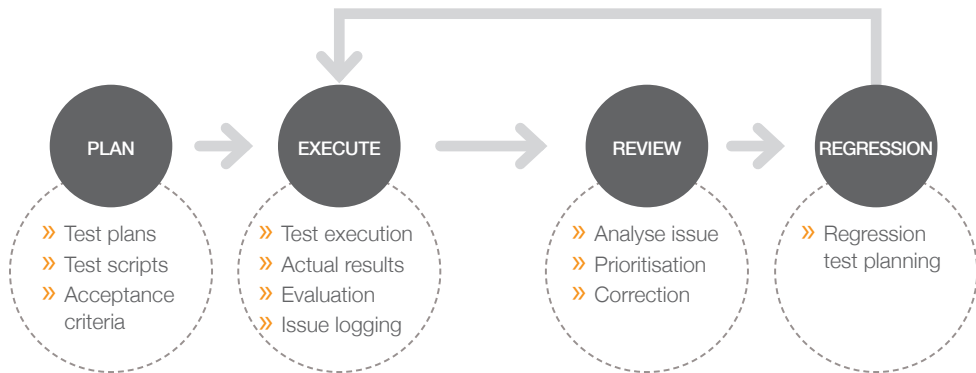 PLAN
EXECUTE
REVIEW
REGRESSION
» Test plans
» Test scripts
» Acceptance
criteria
» Test execution
» Actual results
» Evaluation
» Issue logging
» Analyse issue
» Prioritisation
» Correction
» Regression
test planning